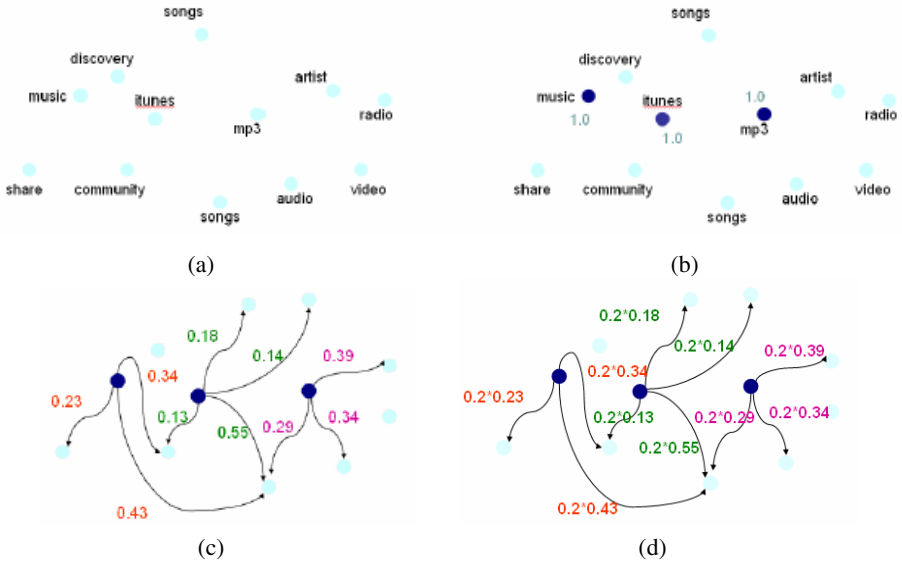 songs
discovery
music
itunes
artist
radio
mp3
share
community
songs
audio
video
(a)
songs
discovery
music
1.0
itunes
1.0
1.0
mp3
artist
radio
share
community
songs
audio
video
(b)
0.18
0.14
0.39
0.34
0.23
0.13
0.55
0.29
0.34
0.43
(c)
0.2*0.18
0.2*0.14
0.2*0.39
0.2*0.34
0.2*0.23
0.2*0.13
0.2*0.29
0.2*0.34
0.2*0.55
0.2*0.43
(d)